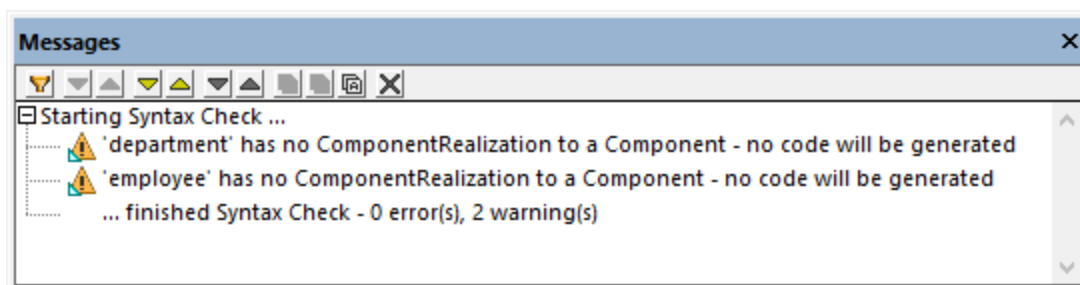 Messages
Starting Syntax Check ...
'department' has no ComponentRealization to a Component - no code will be generated
'employee' has no ComponentRealization to a Component - no code will be generated
... finished Syntax Check - 0 error(s), 2 warning(s)